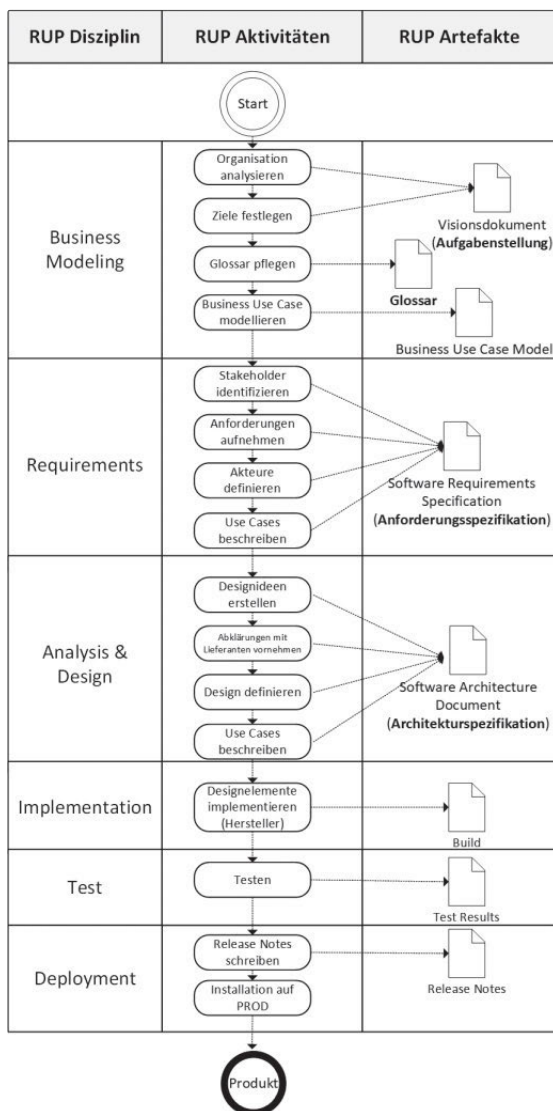 RUP Disziplin
RUP Aktivitäten
RUP Artefakte
Start
Business
Modeling
Organisation
analysieren
Ziele festlegen
Glossar pflegen
Business Use Case
modellieren
Visionsdokument
(Aufgabenstellung)
Glossar
Business Use Case Model
Requirements
Stakeholder
identifizieren
Anforderungen
aufnehmen
Akteure
definieren
Use Cases
beschreiben
Software Requirements
Specification
(Anforderungsspezifikation)
Analysis &
Design
Designideen
erstellen
Abklärungen mit
Lieferanten vornehmen
Design definieren
Use Cases
beschreiben
Software Architecture
Document
(Architekturspezifikation)
Implementation
Designelemente
implementieren
(Hersteller)
Build
Test
Testen
Test Results
Deployment
Release Notes
schreiben
Installation auf
PROD
Release Notes
Produkt